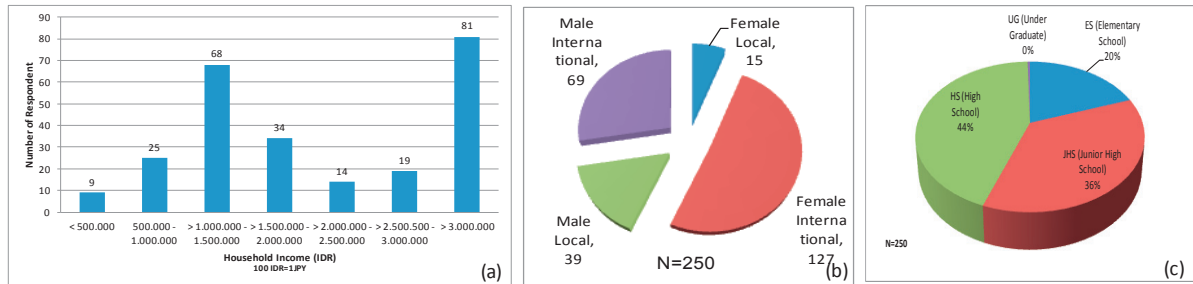 90
80
70
60
50
40
30
20
10
0
Number of Respondent
9
25
68
34
14
19
81
< 500.000
500.000 -
1.000.000
> 1.000.000 -
1.500.000
> 1.500.000 -
2.000.000
> 2.000.000 -
2.500.000
> 2.500.500 -
3.000.000
> 3.000.000
Household Income (IDR)
100 IDR=1JPY
(a)
Male
Interna
tional,
69
Female
Local,
15
Male
Local,
39
Female
Interna
tional,
127
N=250
(b)
UG (Under
Graduate)
0%
ES (Elementary
School)
20%
HS (High
School)
44%
JHS (Junior High
School)
36%
N=250
(c)